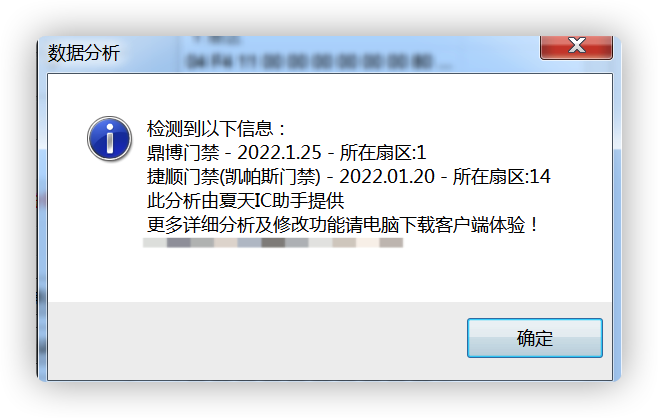 数据分析
04 F4 11 00 00 00 00 00 00 80 ...
检测到以下信息：
鼎博门禁 - 2022.1.25 - 所在扇区:1
捷顺门禁(凯帕斯门禁) - 2022.01.20 - 所在扇区:14
此分析由夏天IC助手提供
更多详细分析及修改功能请电脑下载客户端体验！
确定